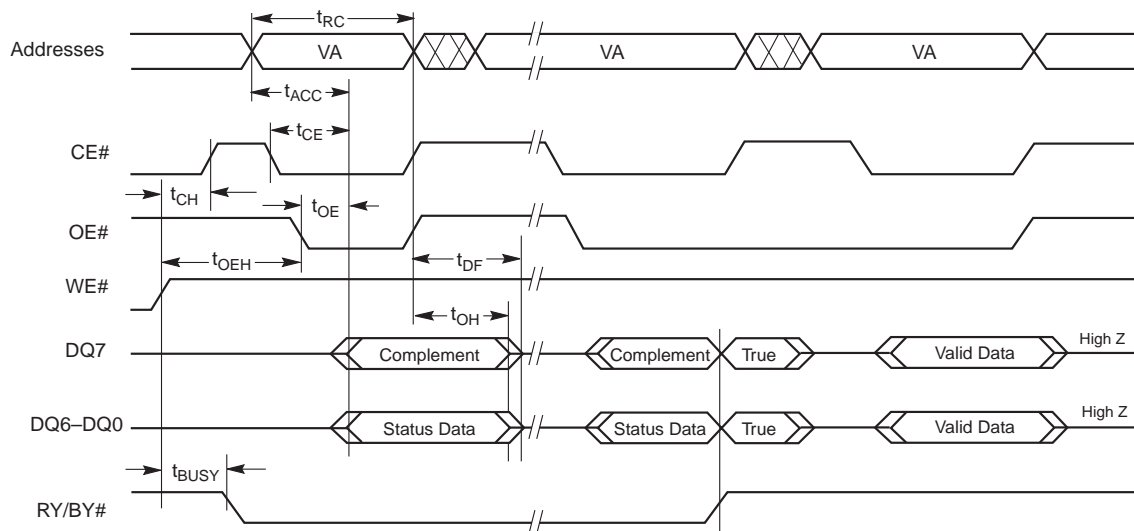 tRC
Addresses VA VA VA
tACC
tCE
CE#
tCH tOE
OE#
tOEH tDF
WE#
tOH
DQ7 Complement Complement True Valid Data High Z
DQ6–DQ0 Status Data Status Data True Valid Data High Z
tBUSY
RY/BY#